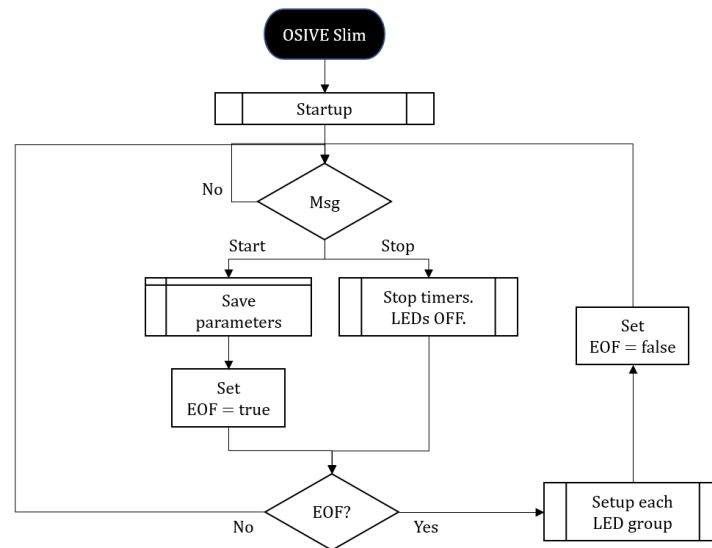 OSIVE Slim
Startup
No
Msg
Start
Stop
Save
parameters
Stop timers.
LEDs OFF.
Set
EOF = false
Set
EOF = true
EOF?
No
Yes
Setup each
LED group